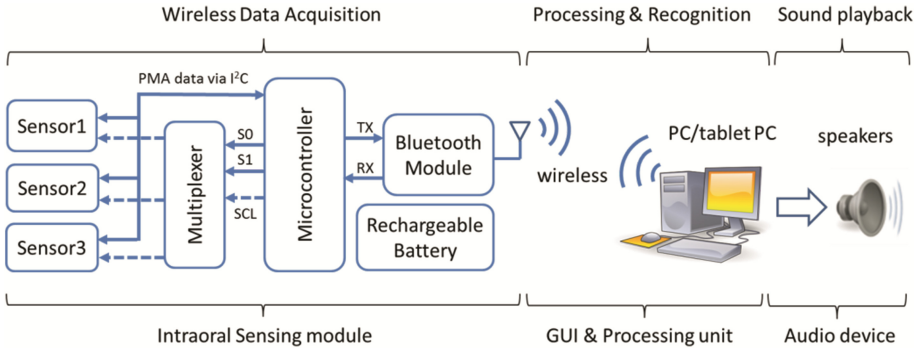 Wireless Data Acquisition
Processing & Recognition
Sound playback
PMA data via I²C
Sensor1
Sensor2
Sensor3
Multiplexer
S0
S1
SCL
Microcontroller
TX
RX
Bluetooth
Module
Rechargeable
Battery
wireless
PC/tablet PC
speakers
Intraoral Sensing module
GUI & Processing unit
Audio device